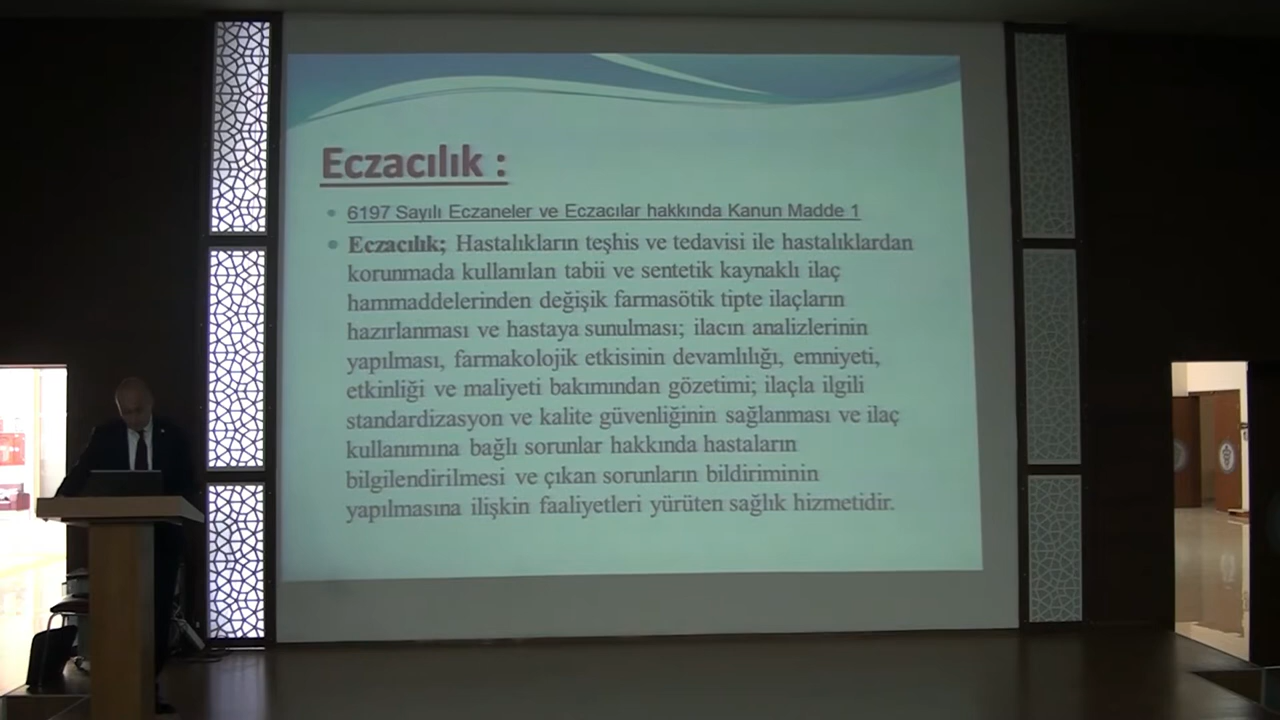 Eczacılık :
6197 Sayılı Eczaneler ve Eczacılar hakkında Kanun Madde 1
Eczacılık; Hastalıkların teşhis ve tedavisi ile hastalıklardan
korunmada kullanılan tabii ve sentetik kaynaklı ilaç
hammaddelerinden değişik farmasötik tipte ilaçların
hazırlanması ve hastaya sunulması; ilacın analizlerinin
yapılması, farmakolojik etkisinin devamlılığı, emniyeti,
etkinliği ve maliyeti bakımından gözetimi; ilaçla ilgili
standardizasyon ve kalite güvenliğinin sağlanması ve ilaç
kullanımına bağlı sorunlar hakkında hastaların
bilgilendirilmesi ve çıkan sorunların bildiriminin
yapılmasına ilişkin faaliyetleri yürüten sağlık hizmetidir.